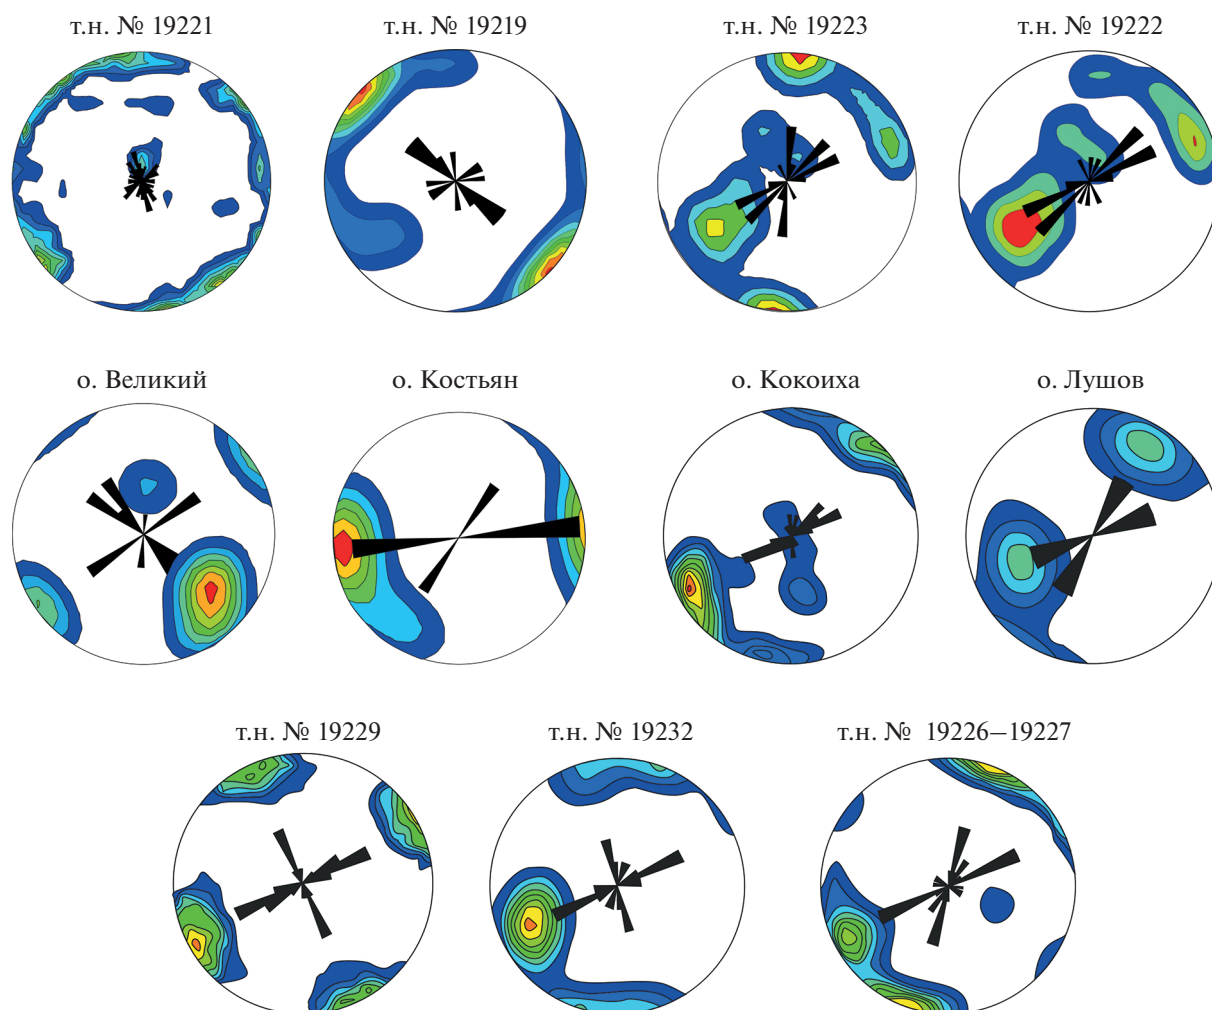 т.н. № 19221
т.н. № 19219
т.н. № 19223
т.н. № 19222
о. Великий
о. Костьян
о. Кокоиха
о. Лушов
т.н. № 19229
т.н. № 19232
т.н. № 19226–19227